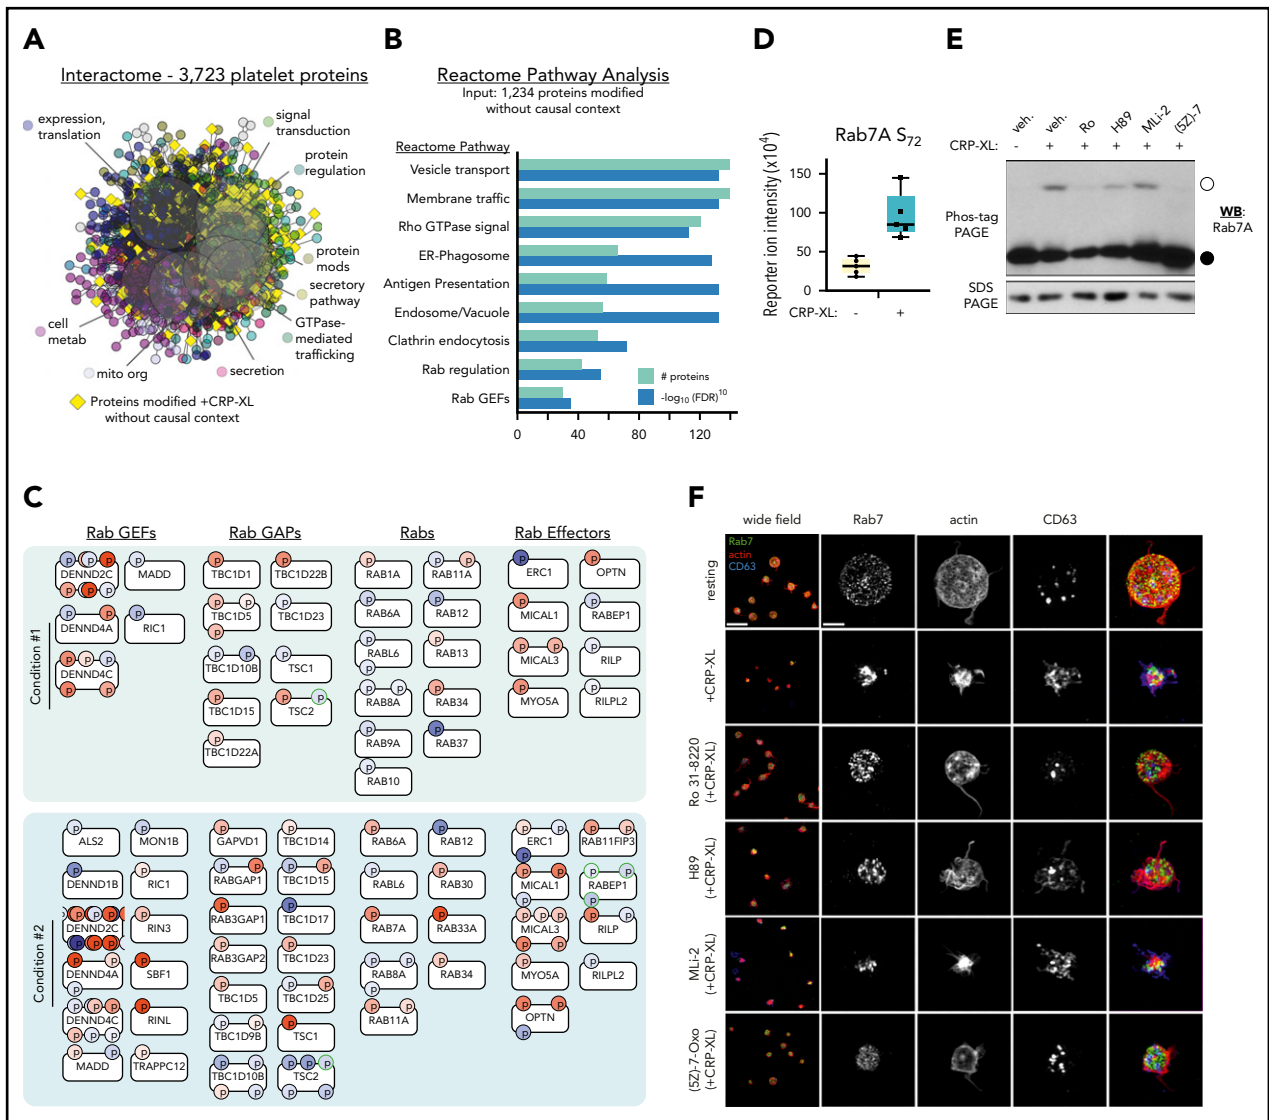 A
Interactome - 3,723 platelet proteins
expression,
translation
signal
transduction
protein
regulation
protein
mods
secretory
pathway
GTPase-
mediated
trafficking
cell
metab
mito org
secretion
Proteins modified +CRP-XL
without causal context
B
Reactome Pathway Analysis
Input: 1,234 proteins modified
without causal context
Reactome Pathway
Vesicle transport
Membrane traffic
Rho GTPase signal
ER-Phagosome
Antigen Presentation
Endosome/Vacuole
Clathrin endocytosis
Rab regulation
Rab GEFs
# proteins
-log10 (FDR)10
0 40 80 120
D
Rab7A S72
Reporter ion intensity (x10⁴)
150
100
50
0
CRP-XL: - +
E
veh. veh. Ro H89 MLi-2 (5Z)-7
CRP-XL: - + + + + +
Phos-tag
PAGE
WB:
Rab7A
SDS
PAGE
C
Rab GEFs Rab GAPs Rabs Rab Effectors
Condition #1
p p p
DENND2C
p p p
p
MADD
p p
DENND4A
p
RIC1
p p p
DENND4C
p p
p
TBC1D1
p
TBC1D22B
p p
TBC1D5
p
p
TBC1D23
p p
TBC1D10B
p
TSC1
p
TBC1D15
p p
TSC2
p
TBC1D22A
p
RAB1A
p p
RAB11A
p
RAB6A
p
RAB12
p
RABL6
p
p
RAB13
p p
RAB8A
p
RAB34
p
RAB9A
p
RAB37
p
RAB10
p
ERC1
p
OPTN
p
MICAL1
p
RABEP1
p p
MICAL3
p
RILP
p
MYO5A
p
RILPL2
Condition #2
p
ALS2
p
MON1B
p
DENND1B
p
RIC1
p p p p
DENND2C
p p p
p
RIN3
p p
DENND4A
p
p
SBF1
p p p p
DENND4C
p p p
p
RINL
p p
MADD
p
TRAPPC12
p
GAPVD1
p
TBC1D14
p p
RABGAP1
p p
TBC1D15
p
RAB3GAP1
p
TBC1D17
p
RAB3GAP2
p
TBC1D23
p
TBC1D5
p p
TBC1D25
p p
TBC1D9B
p
TSC1
p p
TBC1D10B
p p
p p p
TSC2
p p
p
RAB6A
p
RAB12
p
RABL6
p
RAB30
p
RAB7A
p
RAB33A
p p
RAB8A
p
p
RAB34
p p
RAB11A
p p
ERC1
p
p p
RAB11FIP3
p p
MICAL1
p
p p
RABEP1
p
p p p
MICAL3
p p
p p
RILP
p
MYO5A
p
RILPL2
p p
OPTN
p
F
wide field Rab7 actin CD63
Rab7
actin
CD63
resting
+CRP-XL
Ro 31-8220
(+CRP-XL)
H89
(+CRP-XL)
MLi-2
(+CRP-XL)
(5Z)-7-Oxo
(+CRP-XL)